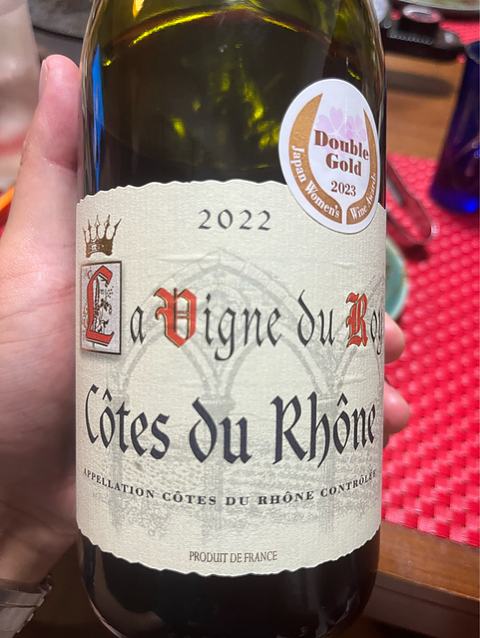 Double
Gold
2023
Japan Women's Wine Awards
2022
La Vigne du Roy
Côtes du Rhône
APPELLATION CÔTES DU RHÔNE CONTRÔLÉE
PRODUIT DE FRANCE